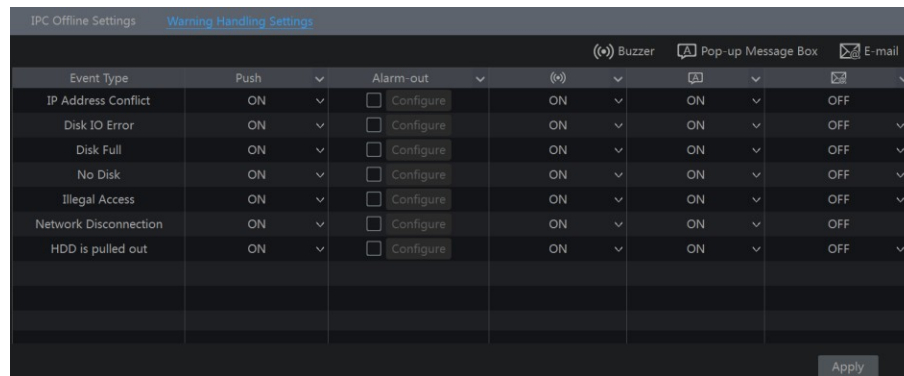 IPC Offline Settings Warning Handling Settings
Buzzer A Pop-up Message Box E-mail
Event Type Push Alarm-out A
IP Address Conflict ON Configure ON ON OFF
Disk IO Error ON Configure ON ON OFF
Disk Full ON Configure ON ON OFF
No Disk ON Configure ON ON OFF
Illegal Access ON Configure ON ON OFF
Network Disconnection ON Configure ON ON OFF
HDD is pulled out ON Configure ON ON OFF
Apply